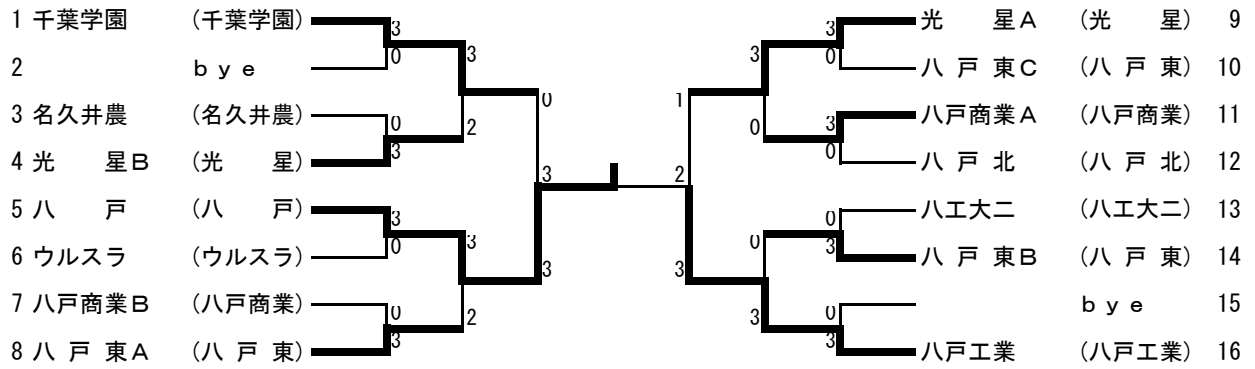 1 千葉学園 (千葉学園) 3 3 光 星A (光 星) 9
0 3 3 0
2 bye 八 戸 東C (八 戸 東) 10
0 1
3 名久井農 (名久井農) 0 2 0 3 八戸商業A (八戸商業) 11
4 光 星B (光 星) 3 0 八 戸 北 (八 戸 北) 12
3 2
5 八 戸 (八 戸) 3 0 八工大二 (八工大二) 13
0 3 0 3
6 ウルスラ (ウルスラ) 八 戸 東B (八 戸 東) 14
3 3
7 八戸商業B (八戸商業) 0 2 3 0 bye 15
8 八 戸 東A (八 戸 東) 3 3 八戸工業 (八戸工業) 16